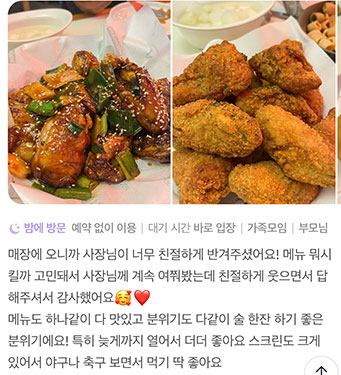 밤에 방문 예약 없이 이용 | 대기 시간 바로 입장 | 가족모임 | 부모님
매장에 오니까 사장님이 너무 친절하게 반겨주셨어요! 메뉴 뭐시
킬까 고민돼서 사장님께 계속 여쭤봤는데 친절하게 웃으면서 답
해주셔서 감사했어요🥰❤️
메뉴도 하나같이 다 맛있고 분위기도 다같이 술 한잔 하기 좋은
분위기에요! 특히 늦게까지 열어서 더더 좋아요 스크린도 크게
있어서 야구나 축구 보면서 먹기 딱 좋아요